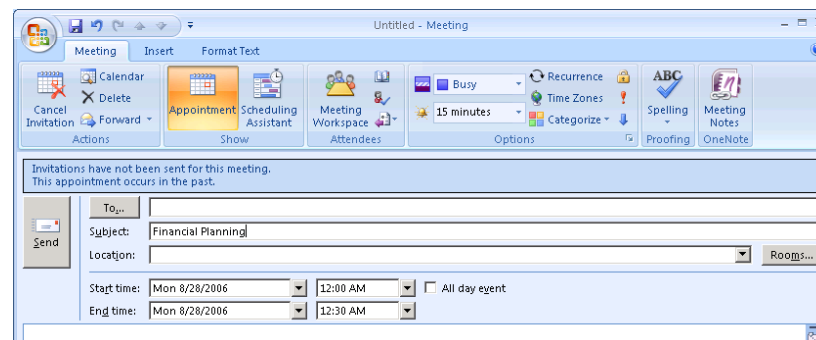 Untitled - Meeting
Meeting Insert Format Text
Cancel Invitation
Calendar
Delete
Forward
Actions
Appointment
Scheduling Assistant
Show
Meeting Workspace
Attendees
Busy
15 minutes
Recurrence
Time Zones
Categorize
Options
ABC
Spelling
Proofing
Meeting Notes
OneNote
Invitations have not been sent for this meeting.
This appointment occurs in the past.
Send
To...
Subject: Financial Planning
Location: Rooms...
Start time: Mon 8/28/2006 12:00 AM All day event
End time: Mon 8/28/2006 12:30 AM